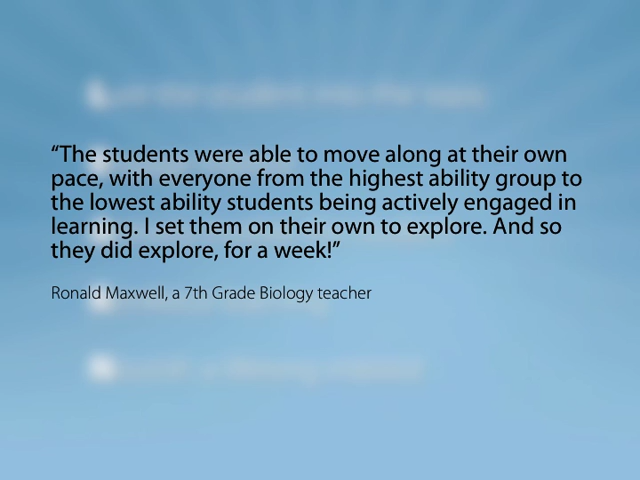 “The students were able to move along at their own
pace, with everyone from the highest ability group to
the lowest ability students being actively engaged in
learning. I set them on their own to explore. And so
they did explore, for a week!”
Ronald Maxwell, a 7th Grade Biology teacher